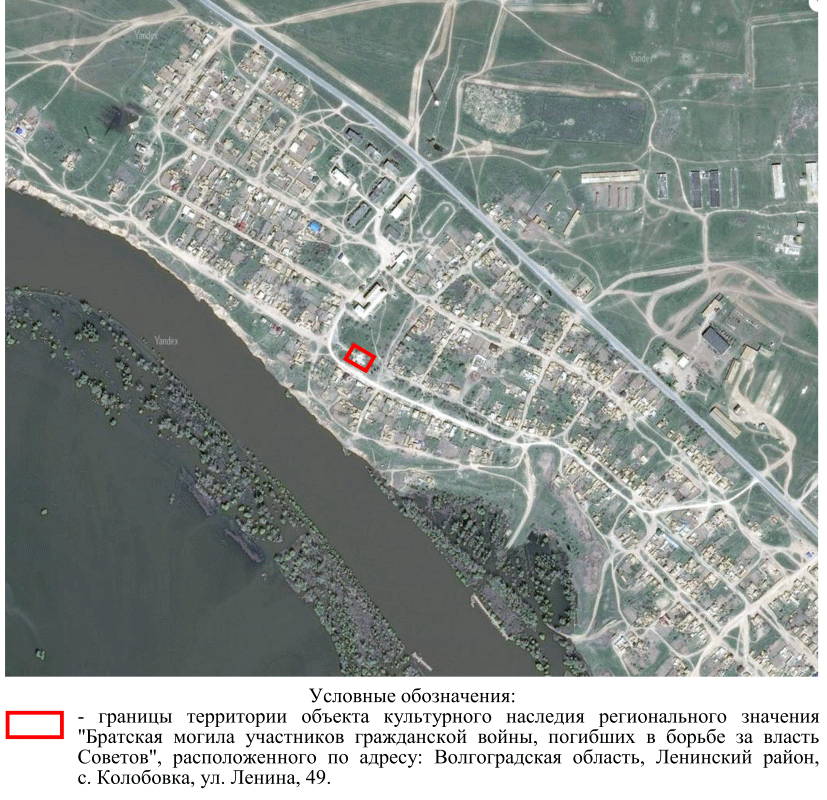 Yandex
Yandex
Yandex
Условные обозначения:
- границы территории объекта культурного наследия регионального значения
"Братская могила участников гражданской войны, погибших в борьбе за власть
Советов", расположенного по адресу: Волгоградская область, Ленинский район,
с. Колобовка, ул. Ленина, 49.